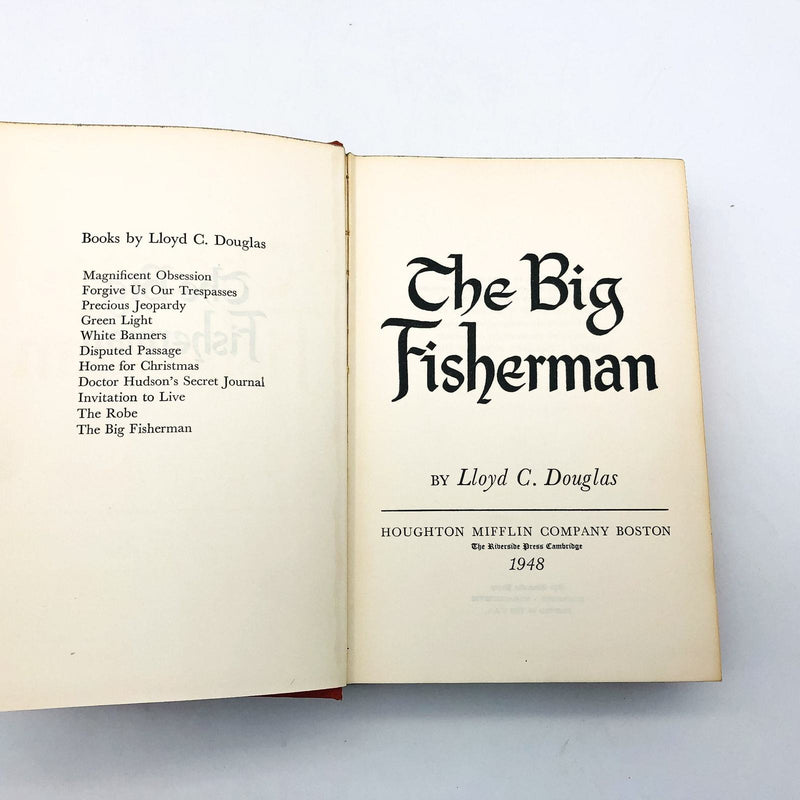 Books by Lloyd C. Douglas
Magnificent Obsession
Forgive Us Our Trespasses
Precious Jeopardy
Green Light
White Banners
Disputed Passage
Home for Christmas
Doctor Hudson's Secret Journal
Invitation to Live
The Robe
The Big Fisherman
The Big
Fisherman
BY Lloyd C. Douglas
HOUGHTON MIFFLIN COMPANY BOSTON
The Riverside Press Cambridge
1948